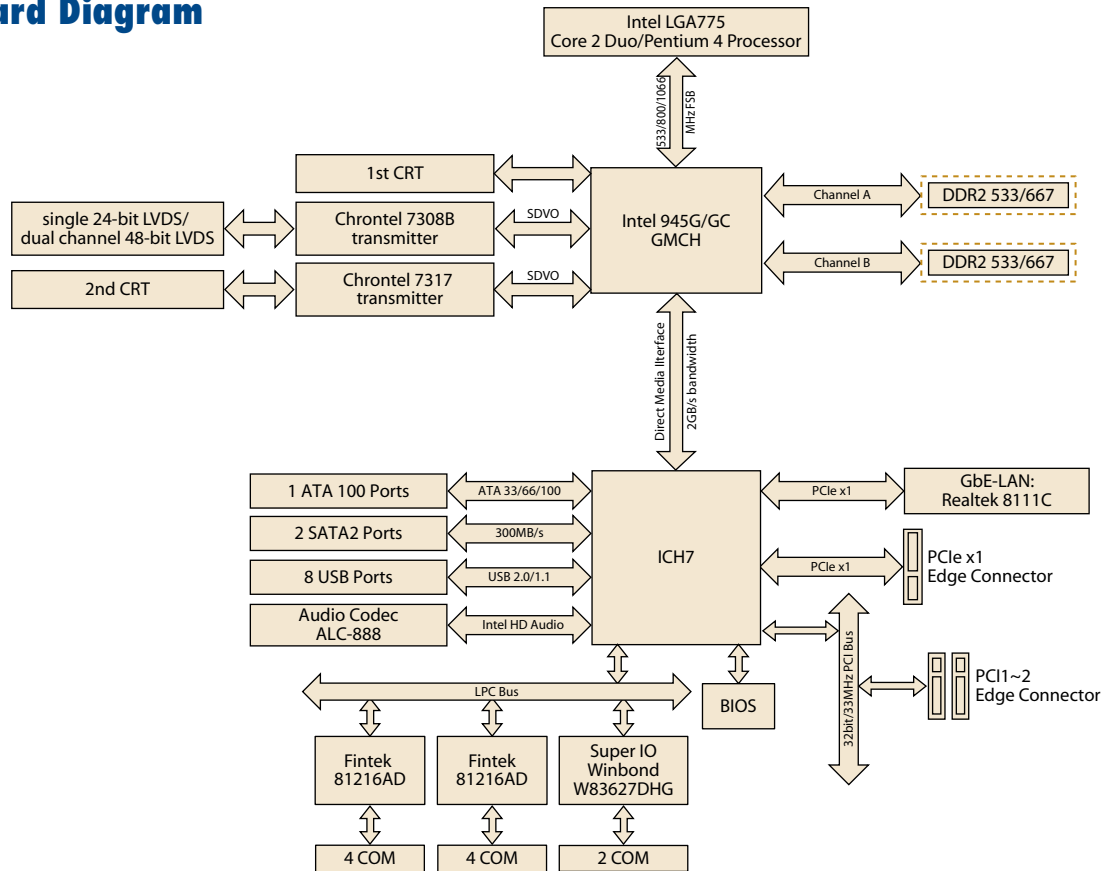 ard Diagram
Intel LGA775
Core 2 Duo/Pentium 4 Processor
533/800/1066
MHz FSB
1st CRT
single 24-bit LVDS/
dual channel 48-bit LVDS
Chrontel 7308B
transmitter
SDVO
2nd CRT
Chrontel 7317
transmitter
SDVO
Intel 945G/GC
GMCH
Channel A
DDR2 533/667
Channel B
DDR2 533/667
Direct Media IIterface
2GB/s bandwidth
1 ATA 100 Ports
ATA 33/66/100
2 SATA2 Ports
300MB/s
8 USB Ports
USB 2.0/1.1
Audio Codec
ALC-888
Intel HD Audio
ICH7
PCIe x1
GbE-LAN:
Realtek 8111C
PCIe x1
PCIe x1
Edge Connector
32bit/33MHz PCI Bus
PCI1~2
Edge Connector
LPC Bus
BIOS
Fintek
81216AD
Fintek
81216AD
Super IO
Winbond
W83627DHG
4 COM
4 COM
2 COM